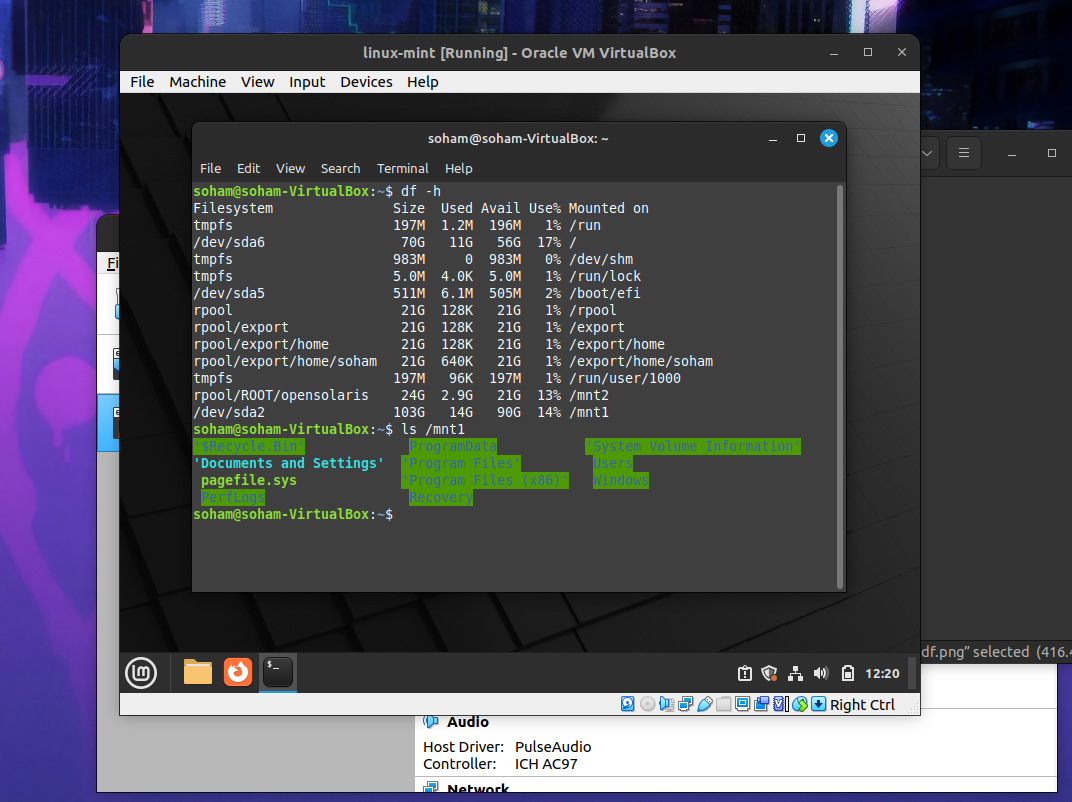 linux-mint [Running] - Oracle VM VirtualBox
File Machine View Input Devices Help
soham@soham-VirtualBox: ~
File Edit View Search Terminal Help
soham@soham-VirtualBox:~$ df -h
Filesystem Size Used Avail Use% Mounted on
tmpfs 197M 1.2M 196M 1% /run
/dev/sda6 70G 11G 56G 17% /
tmpfs 983M 0 983M 0% /dev/shm
tmpfs 5.0M 4.0K 5.0M 1% /run/lock
/dev/sda5 511M 6.1M 505M 2% /boot/efi
rpool 21G 128K 21G 1% /rpool
rpool/export 21G 128K 21G 1% /export
rpool/export/home 21G 128K 21G 1% /export/home
rpool/export/home/soham 21G 640K 21G 1% /export/home/soham
tmpfs 197M 96K 197M 1% /run/user/1000
rpool/ROOT/opensolaris 24G 2.9G 21G 13% /mnt2
/dev/sda2 103G 14G 90G 14% /mnt1
soham@soham-VirtualBox:~$ ls /mnt1
'$Recycle.Bin' ProgramData 'System Volume Information'
'Documents and Settings' 'Program Files' Users
pagefile.sys 'Program Files (x86)' Windows
PerfLogs Recovery
soham@soham-VirtualBox:~$
Fi
df.png" selected (416.4
12:20
Right Ctrl
Audio
Host Driver: PulseAudio
Controller: ICH AC97
Network